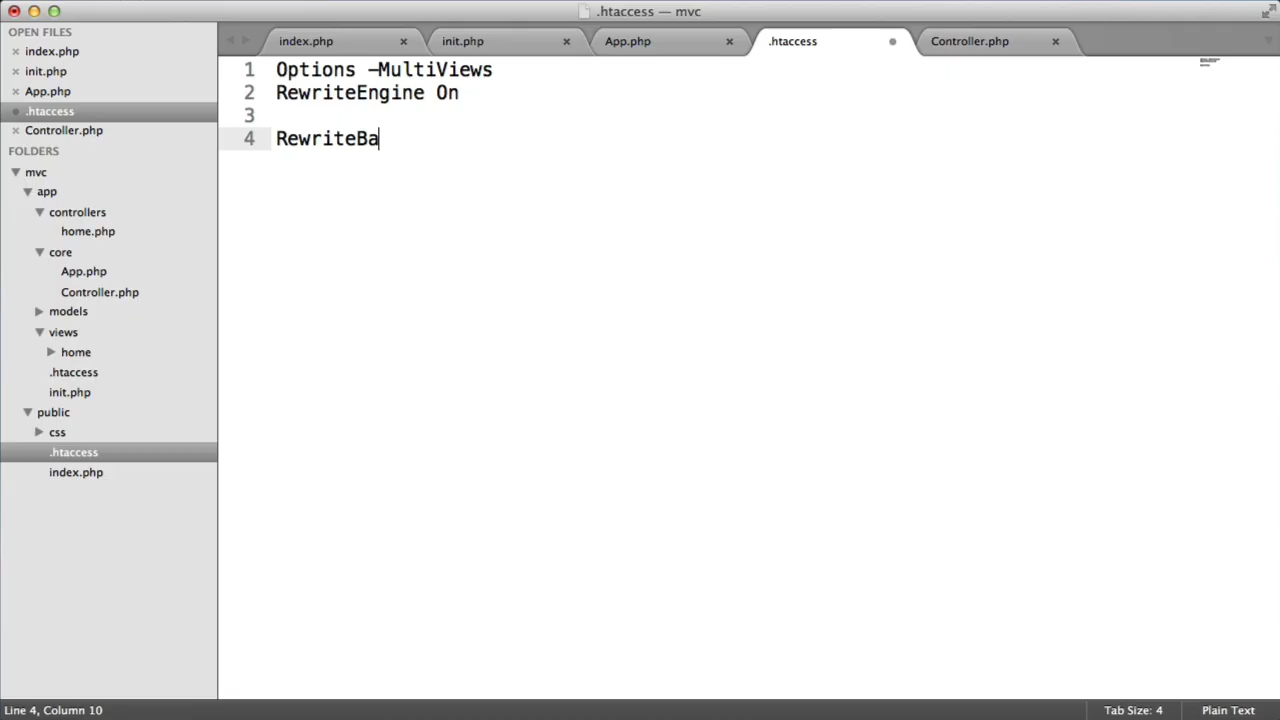 .htaccess — mvc
OPEN FILES
index.php
init.php
App.php
.htaccess
Controller.php
FOLDERS
mvc
app
controllers
home.php
core
App.php
Controller.php
models
views
home
.htaccess
init.php
public
css
.htaccess
index.php
index.php
init.php
App.php
.htaccess
Controller.php
1 Options -MultiViews
2 RewriteEngine On
3
4 RewriteBa
Line 4, Column 10
Tab Size: 4
Plain Text